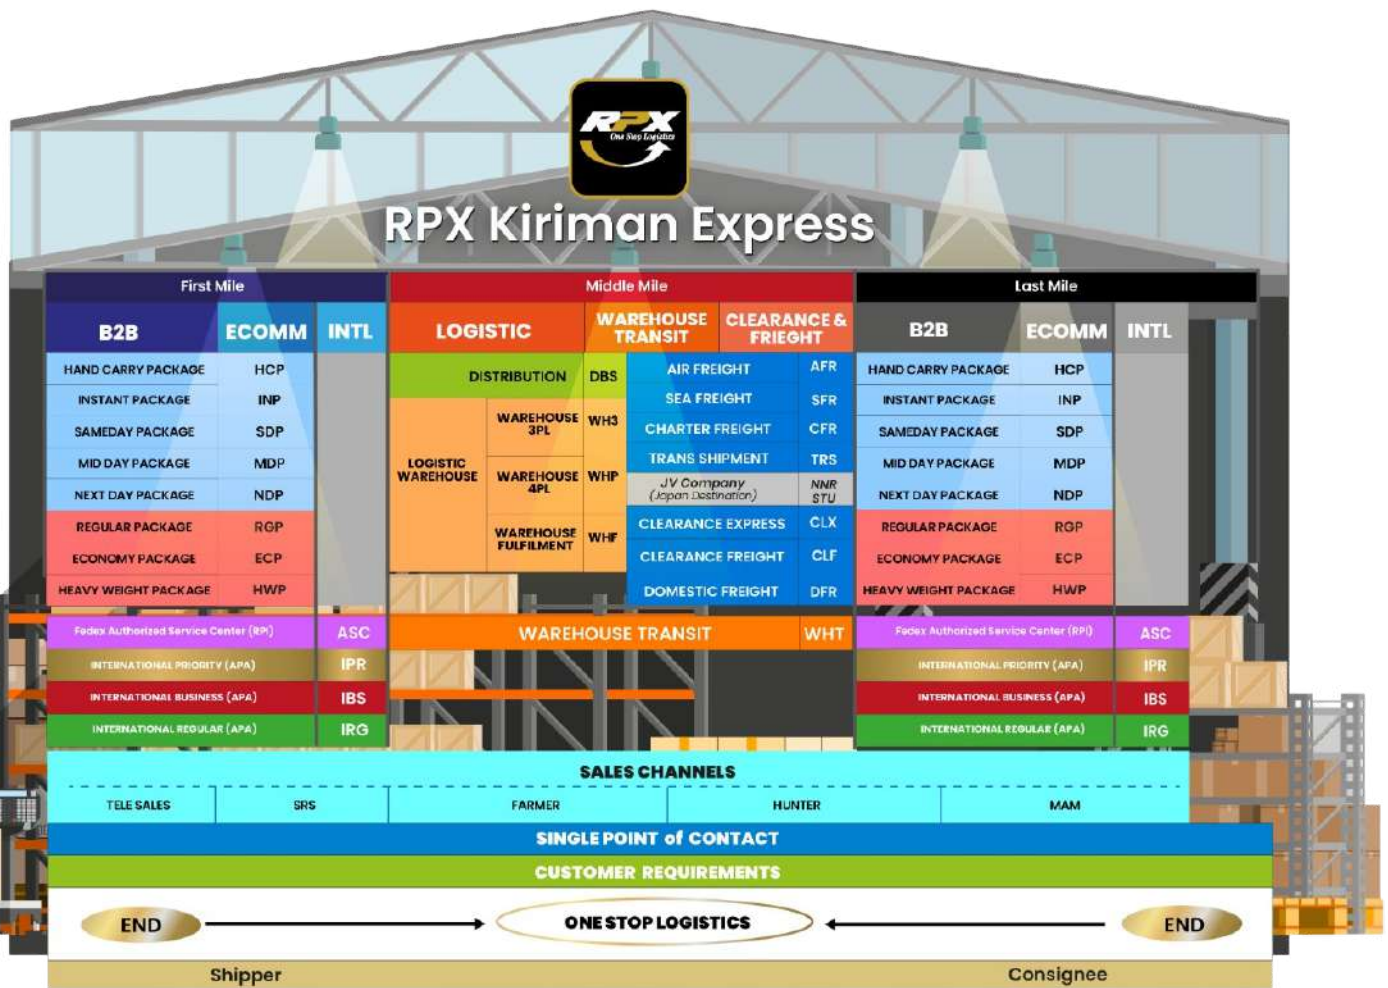 RPX
One Stop Logistics
RPX Kiriman Express
First Mile
Middle Mile
Last Mile
B2B ECOMM INTL
LOGISTIC
WAREHOUSE
TRANSIT
CLEARANCE &
FRIEGHT
B2B ECOMM INTL
HAND CARRY PACKAGE HCP
INSTANT PACKAGE INP
SAMEDAY PACKAGE SDP
MID DAY PACKAGE MDP
NEXT DAY PACKAGE NDP
REGULAR PACKAGE RGP
ECONOMY PACKAGE ECP
HEAVY WEIGHT PACKAGE HWP
DISTRIBUTION DBS
LOGISTIC
WAREHOUSE
WAREHOUSE
3PL
WH3
WAREHOUSE
4PL
WHP
WAREHOUSE
FULFILMENT
WHF
AIR FREIGHT AFR
SEA FREIGHT SFR
CHARTER FREIGHT CFR
TRANS SHIPMENT TRS
JV Company
(Japan Destination)
NNR
STU
CLEARANCE EXPRESS CLX
CLEARANCE FREIGHT CLF
DOMESTIC FREIGHT DFR
HAND CARRY PACKAGE HCP
INSTANT PACKAGE INP
SAMEDAY PACKAGE SDP
MID DAY PACKAGE MDP
NEXT DAY PACKAGE NDP
REGULAR PACKAGE RGP
ECONOMY PACKAGE ECP
HEAVY WEIGHT PACKAGE HWP
Fedex Authorized Service Center (RPI) ASC
INTERNATIONAL PRIORITY (APA) IPR
INTERNATIONAL BUSINESS (APA) IBS
INTERNATIONAL REGULAR (APA) IRG
WAREHOUSE TRANSIT WHT
Fedex Authorized Service Center (RPI) ASC
INTERNATIONAL PRIORITY (APA) IPR
INTERNATIONAL BUSINESS (APA) IBS
INTERNATIONAL REGULAR (APA) IRG
SALES CHANNELS
TELE SALES SRS FARMER HUNTER MAM
SINGLE POINT of CONTACT
CUSTOMER REQUIREMENTS
END ONE STOP LOGISTICS END
Shipper Consignee